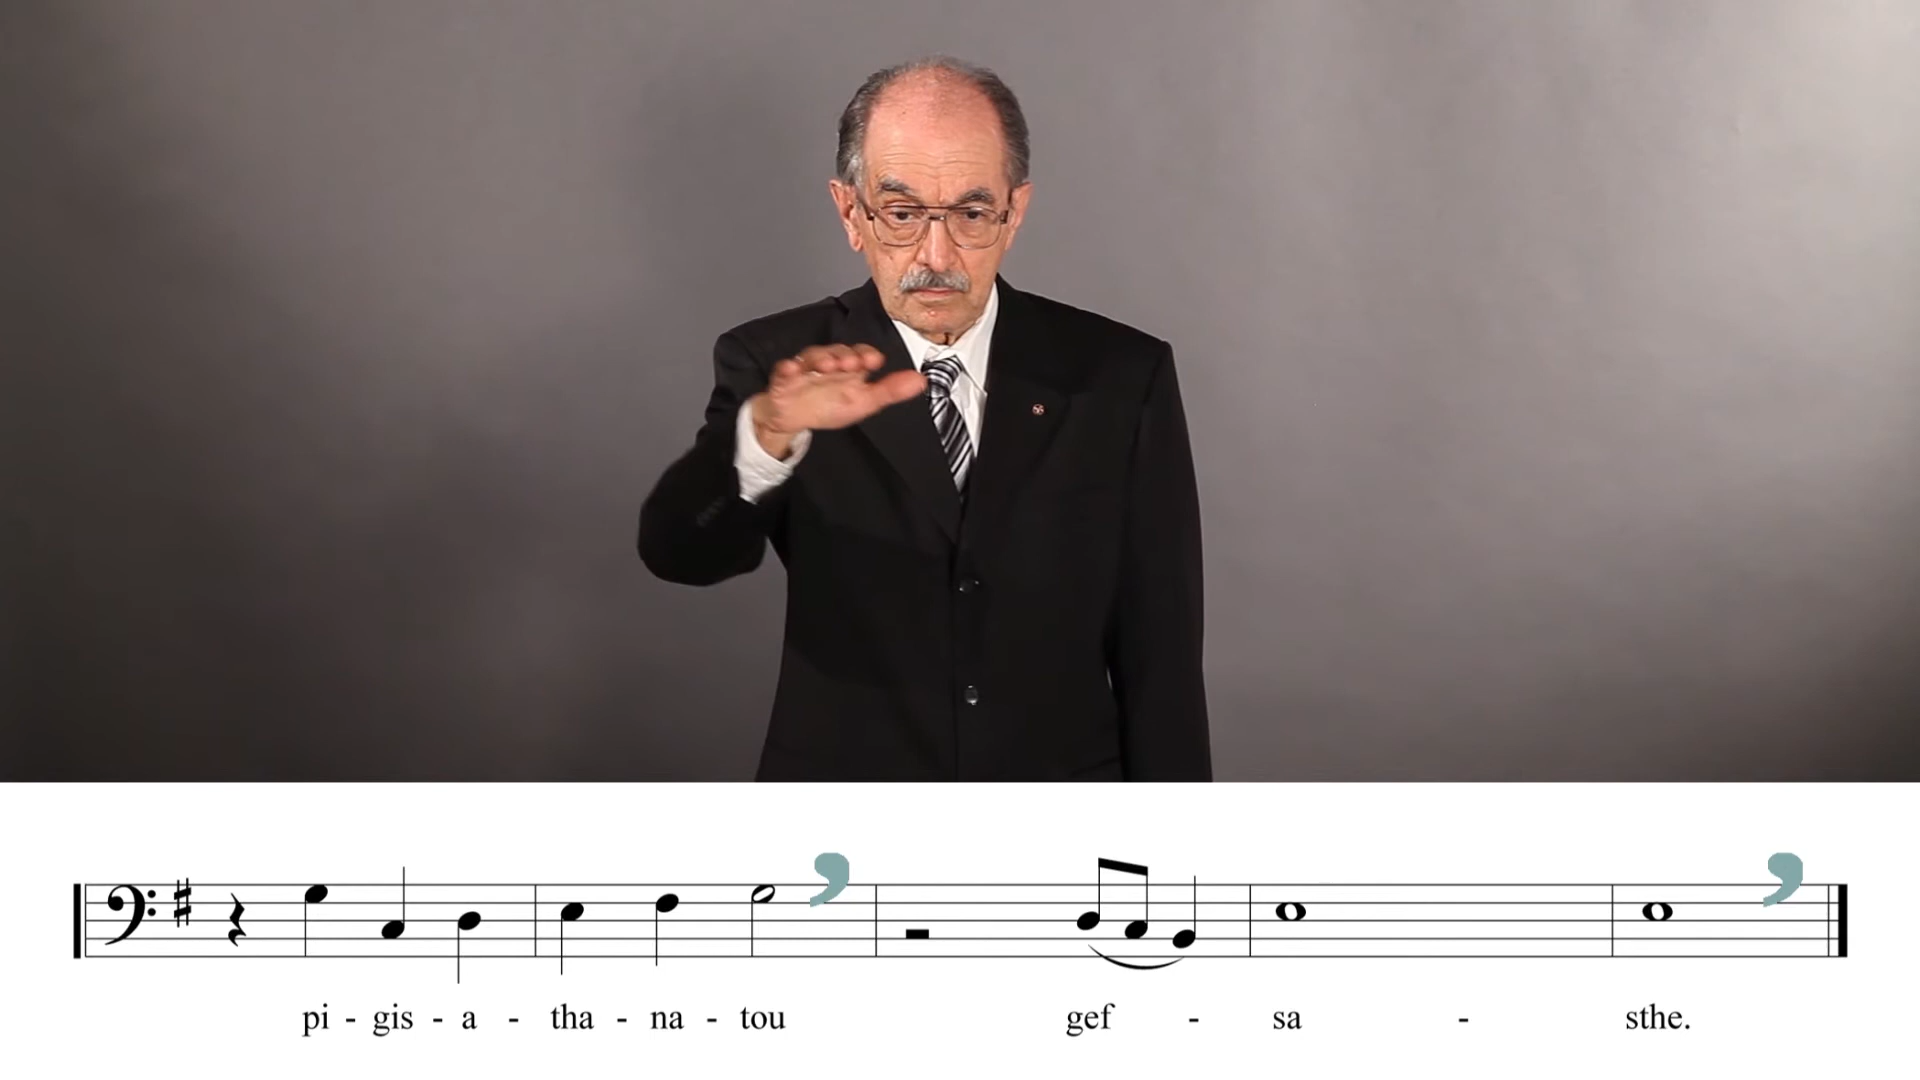 pi - gis - a - tha - na - tou gef - sa - sthe.